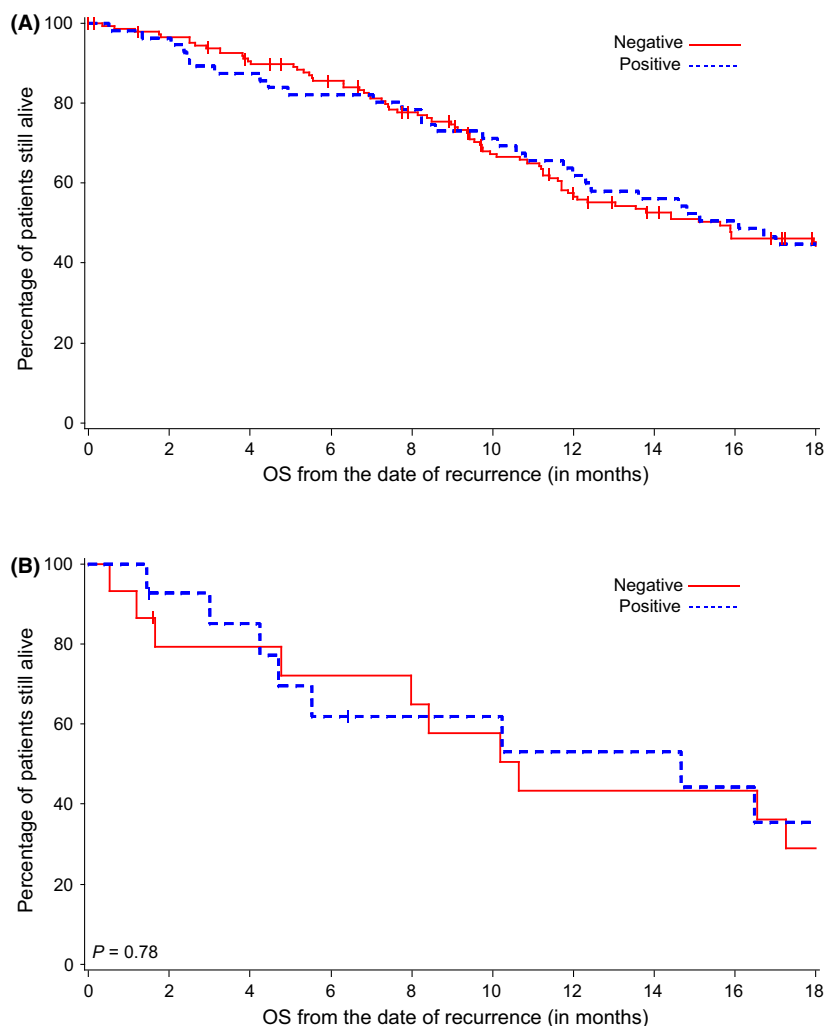 (A)
Percentage of patients still alive
100
80
60
40
20
0
Negative
Positive
0 2 4 6 8 10 12 14 16 18
OS from the date of recurrence (in months)
(B)
Percentage of patients still alive
100
80
60
40
20
0
Negative
Positive
P = 0.78
0 2 4 6 8 10 12 14 16 18
OS from the date of recurrence (in months)